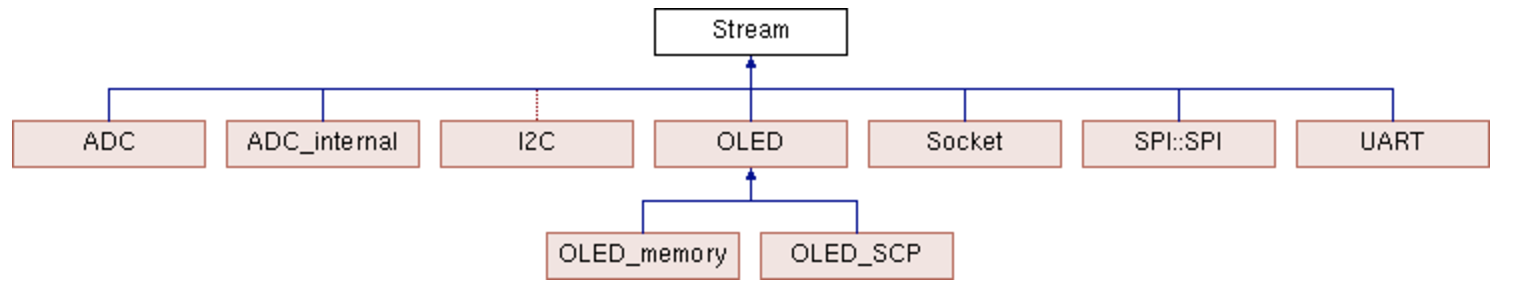 Stream
ADC
ADC_internal
I2C
OLED
Socket
SPI::SPI
UART
OLED_memory
OLED_SCP